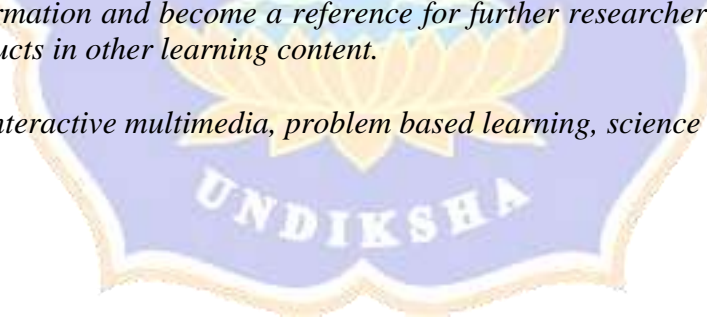 rmation and become a reference for further researcher
ucts in other learning content.
nteractive multimedia, problem based learning, science
UNDIKSHA